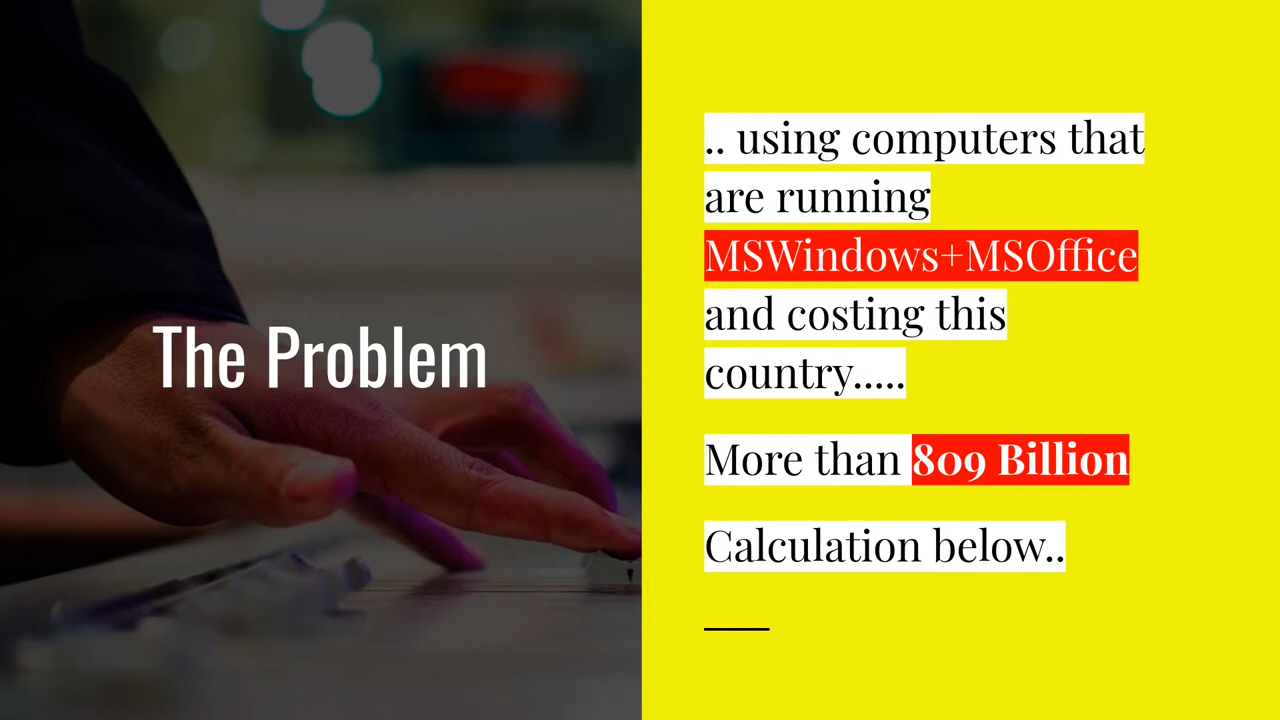 The Problem
.. using computers that
are running
MSWindows+MSOffice
and costing this
country.....
More than 809 Billion
Calculation below..